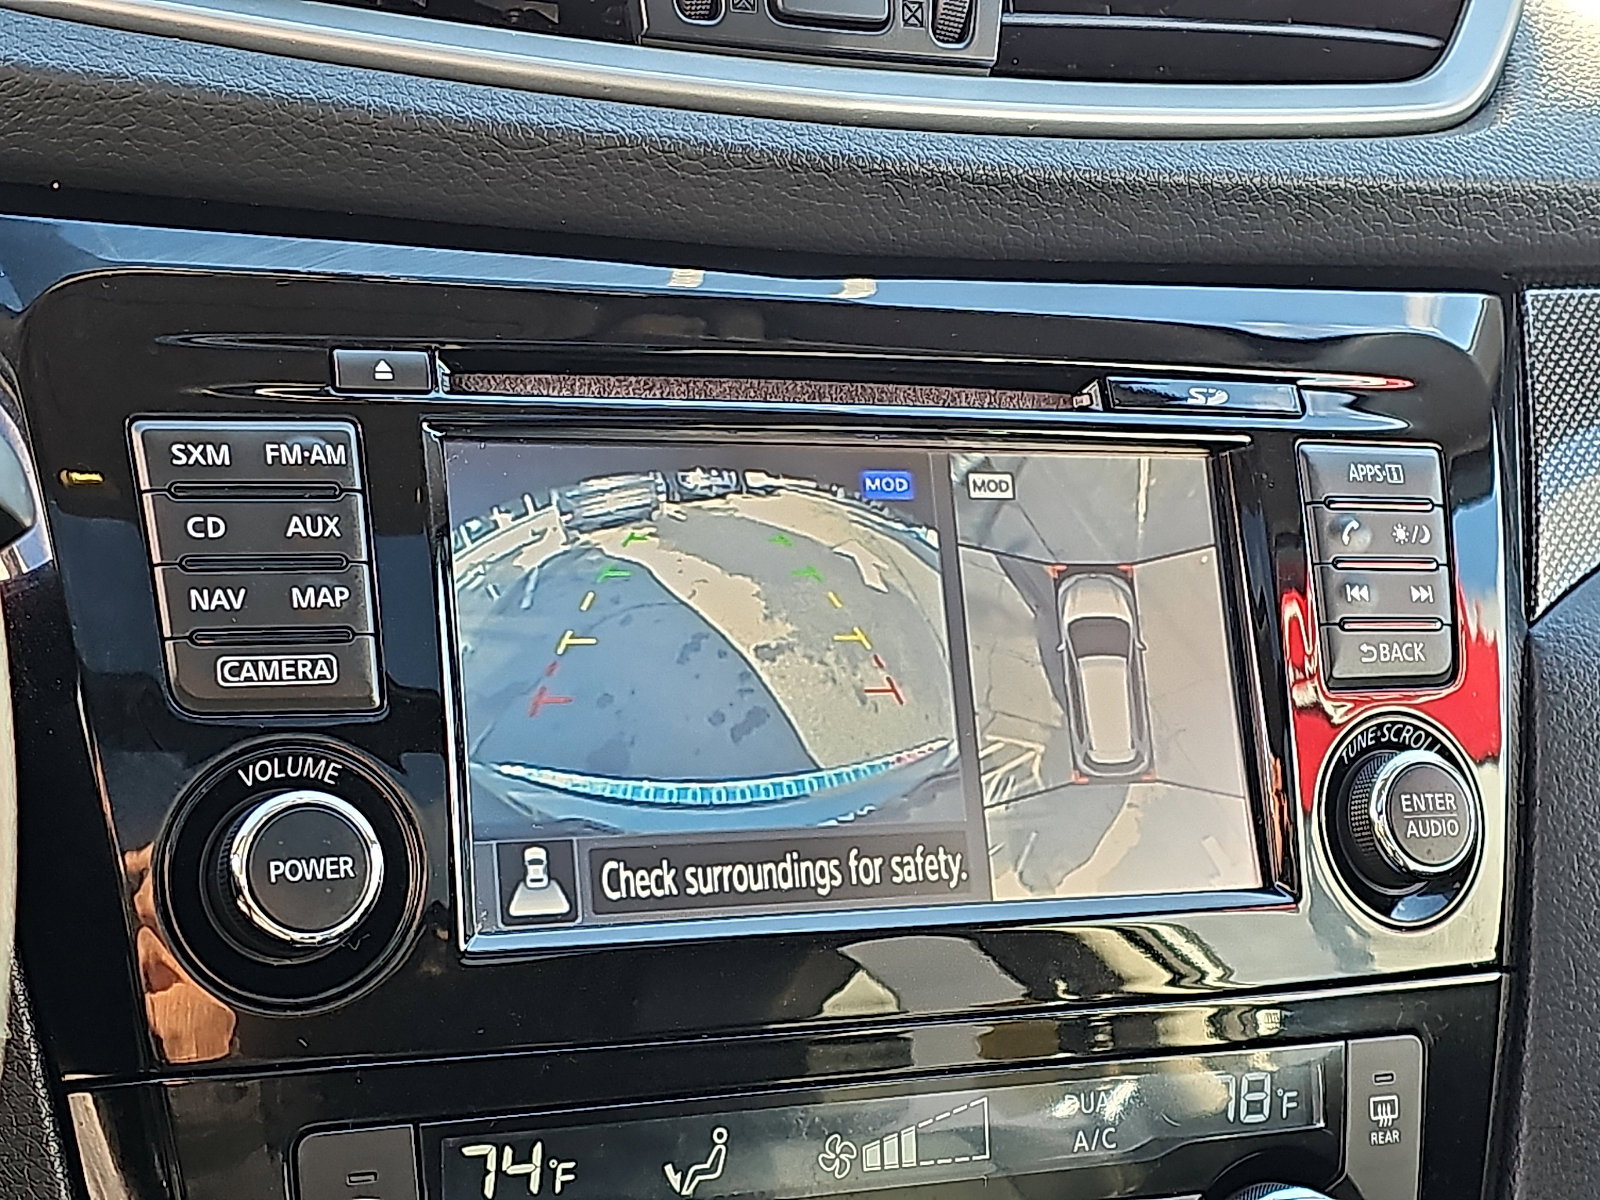 SXM FM·AM
CD AUX
NAV MAP
CAMERA
VOLUME
POWER
MOD
MOD
Check surroundings for safety.
APPS·i
BACK
TUNE·SCROLL
ENTER
AUDIO
74°F
DUAL
A/C
78°F
REAR